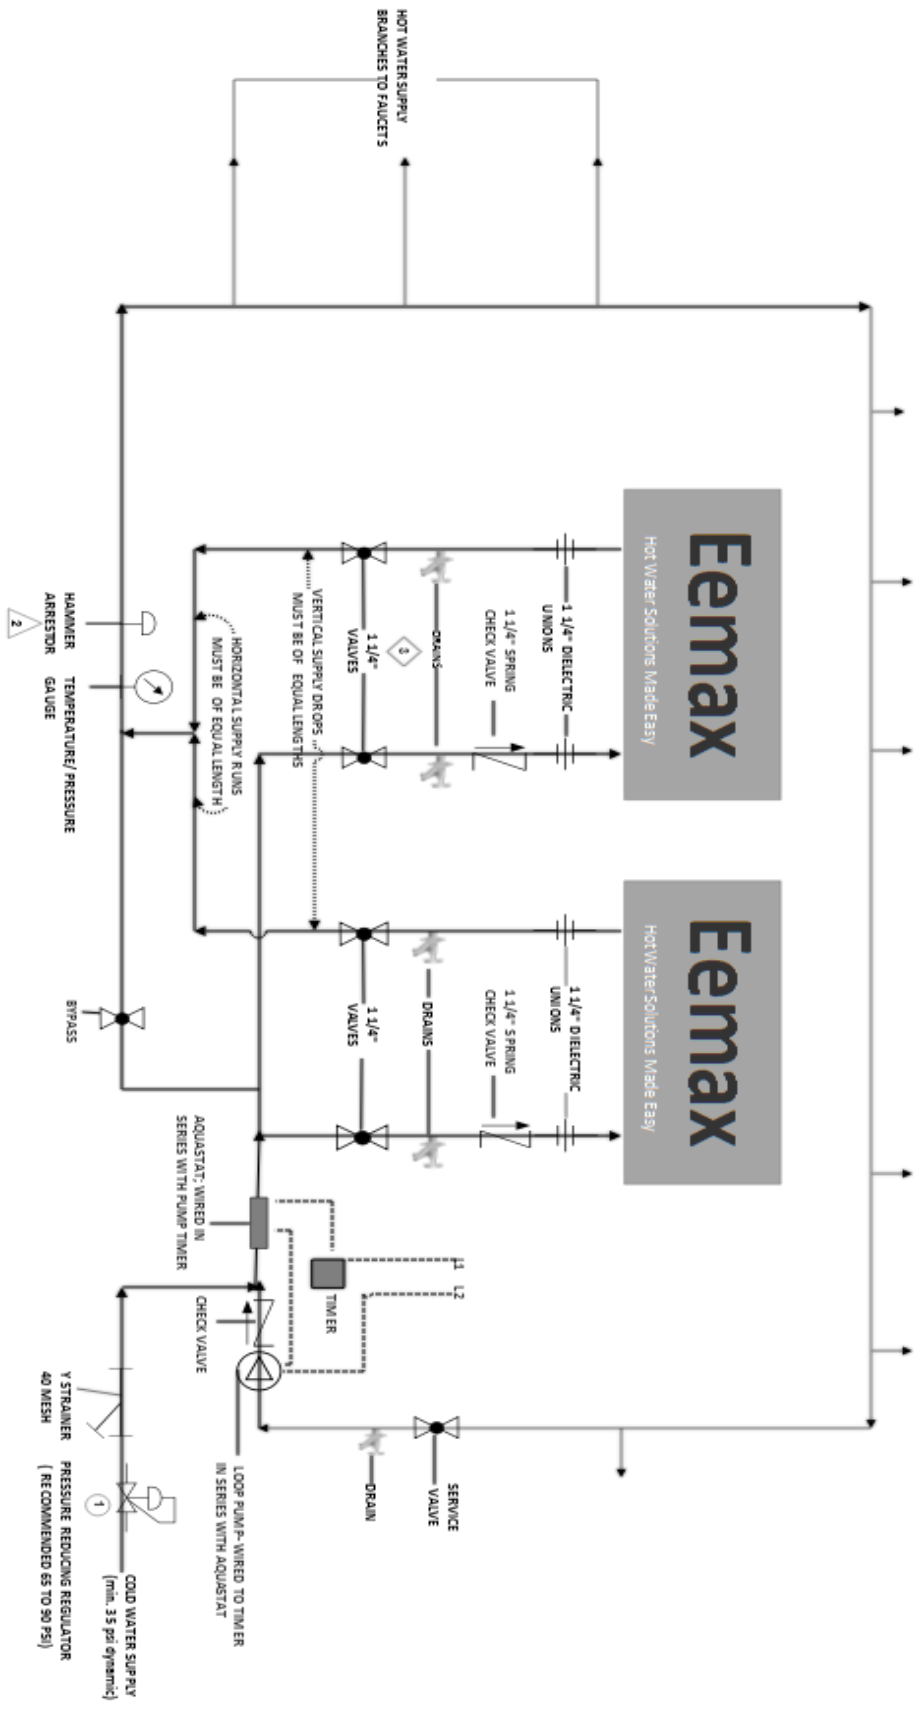 HOT WATER SUPPLY
BRANCHES TO FAUCETS
Eemax
Hot Water Solutions Made Easy
Eemax
Hot Water Solutions Made Easy
1 1/4" DIELECTRIC
UNIONS
1 1/4" SPRING
CHECK VALVE
DRAINS
3
1 1/4"
VALVES
VERTICAL SUPPLY DROPS
MUST BE OF EQUAL LENGTHS
HORIZONTAL SUPPLY RUNS
MUST BE OF EQUAL LENGTH
HAMMER
ARRESTOR
2
TEMPERATURE/ PRESSURE
GAUGE
1 1/4" DIELECTRIC
UNIONS
1 1/4" SPRING
CHECK VALVE
DRAINS
1 1/4"
VALVES
BYPASS
AQUASTAT; WIRED IN
SERIES WITH PUMP TIMER
L1
L2
TIMER
CHECK VALVE
SERVICE
VALVE
DRAIN
LOOP PUMP- WIRED TO TIMER
IN SERIES WITH AQUASTAT
Y STRAINER
40 MESH
1
PRESSURE REDUCING REGULATOR
( RECOMMENDED 65 TO 90 PSI)
COLD WATER SUPPLY
(min. 35 psi dynamic)